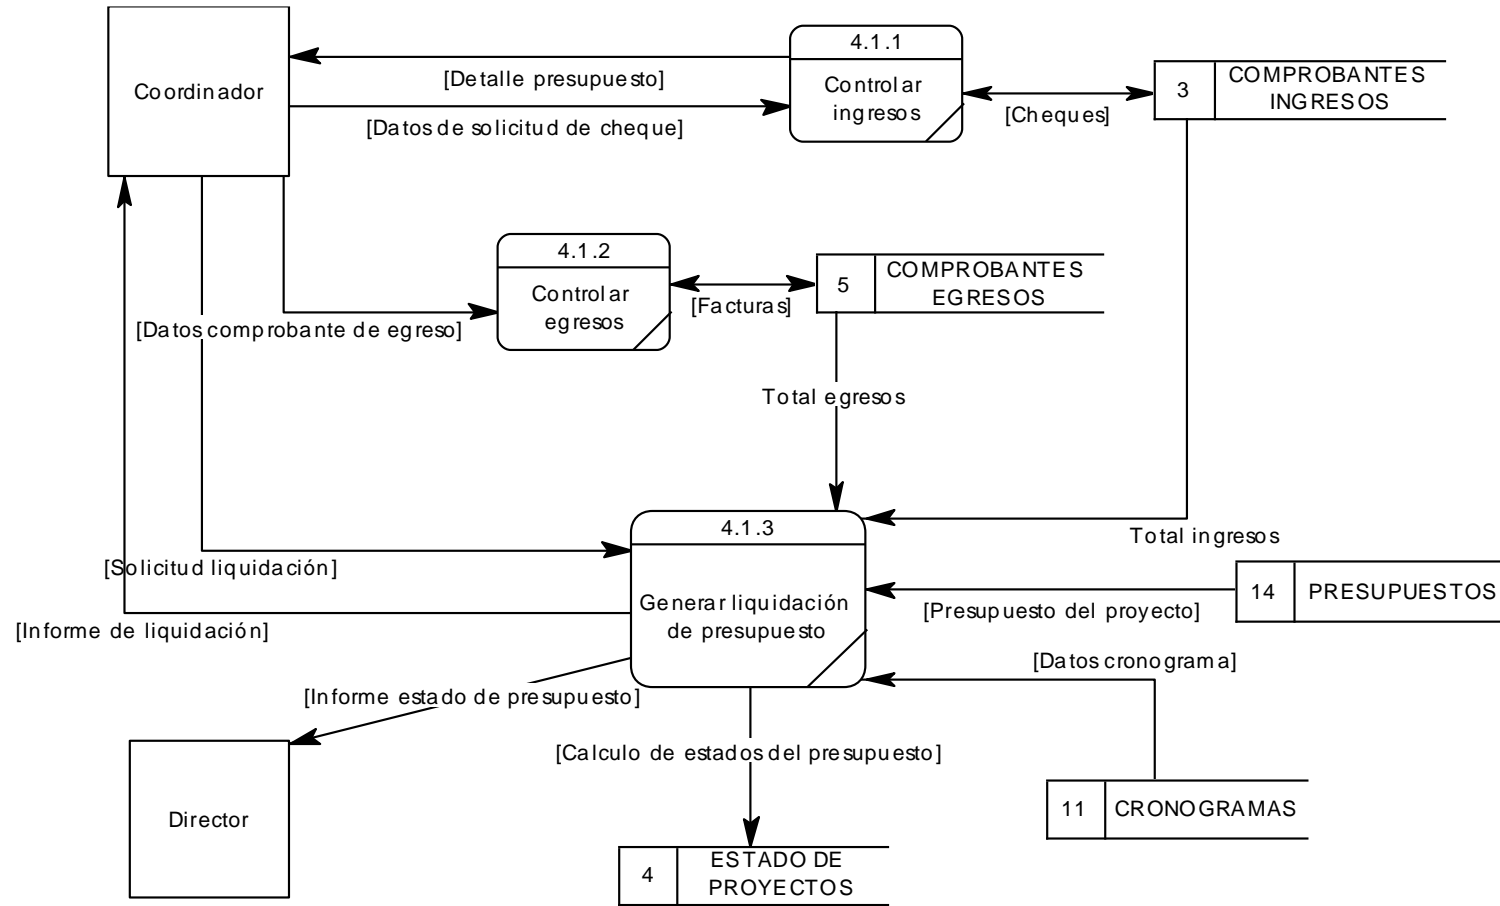 4.1.1
Coordinador
[Detalle presupuesto]
Controlar
ingresos
3
COMPROBANTES
INGRESOS
[Cheques]
[Datos de solicitud de cheque]
4.1.2
Controlar
egresos
5
COMPROBANTES
EGRESOS
[Facturas]
[Datos comprobante de egreso]
Total egresos
4.1.3
Total ingresos
[Solicitud liquidación]
Generar liquidación
de presupuesto
14
PRESUPUESTOS
[Presupuesto del proyecto]
[Informe de liquidación]
[Datos cronograma]
[Informe estado de presupuesto]
[Calculo de estados del presupuesto]
Director
11
CRONOGRAMAS
4
ESTADO DE
PROYECTOS